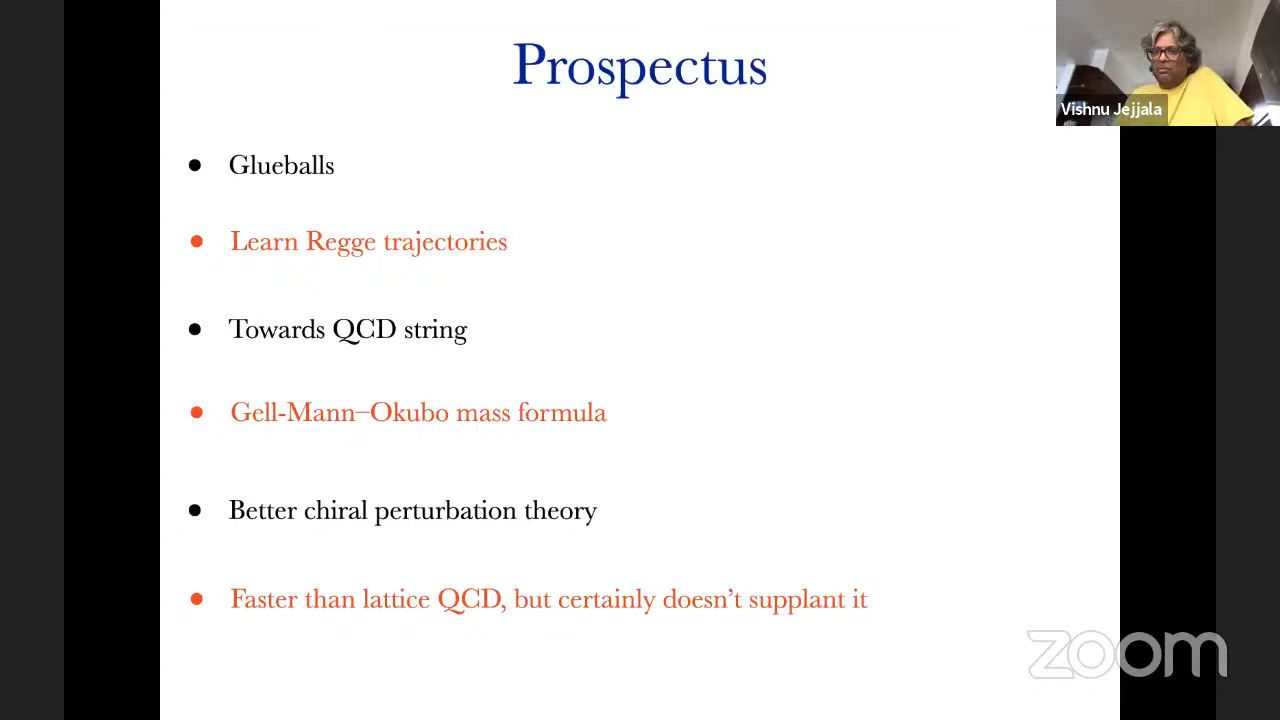 Prospectus
Vishnu Jejjala
• Glueballs
• Learn Regge trajectories
• Towards QCD string
• Gell-Mann–Okubo mass formula
• Better chiral perturbation theory
• Faster than lattice QCD, but certainly doesn’t supplant it
zoom